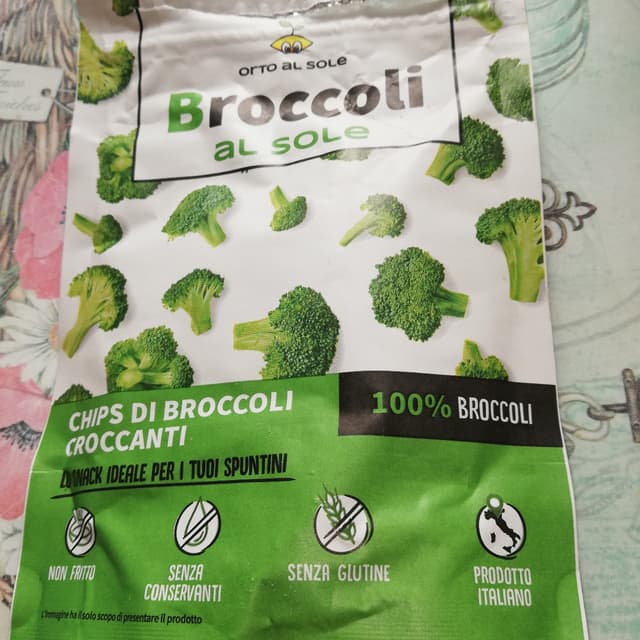 orto al sole
Broccoli
al sole
CHIPS DI BROCCOLI
CROCCANTI
100% BROCCOLI
SNACK IDEALE PER I TUOI SPUNTINI
NON FRITTO
SENZA
CONSERVANTI
SENZA GLUTINE
PRODOTTO
ITALIANO
L'immagine ha il solo scopo di presentare il prodotto